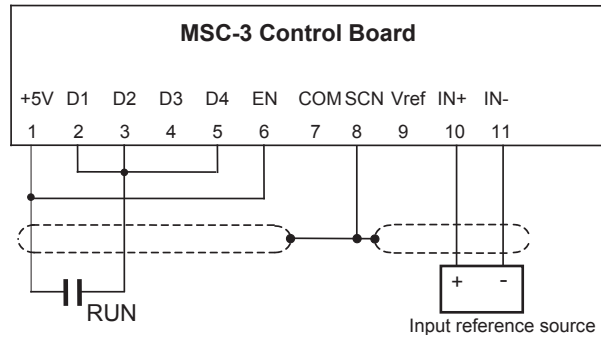 MSC-3 Control Board
+5V D1 D2 D3 D4 EN COM SCN Vref IN+ IN-
1 2 3 4 5 6 7 8 9 10 11
+ -
RUN
Input reference source